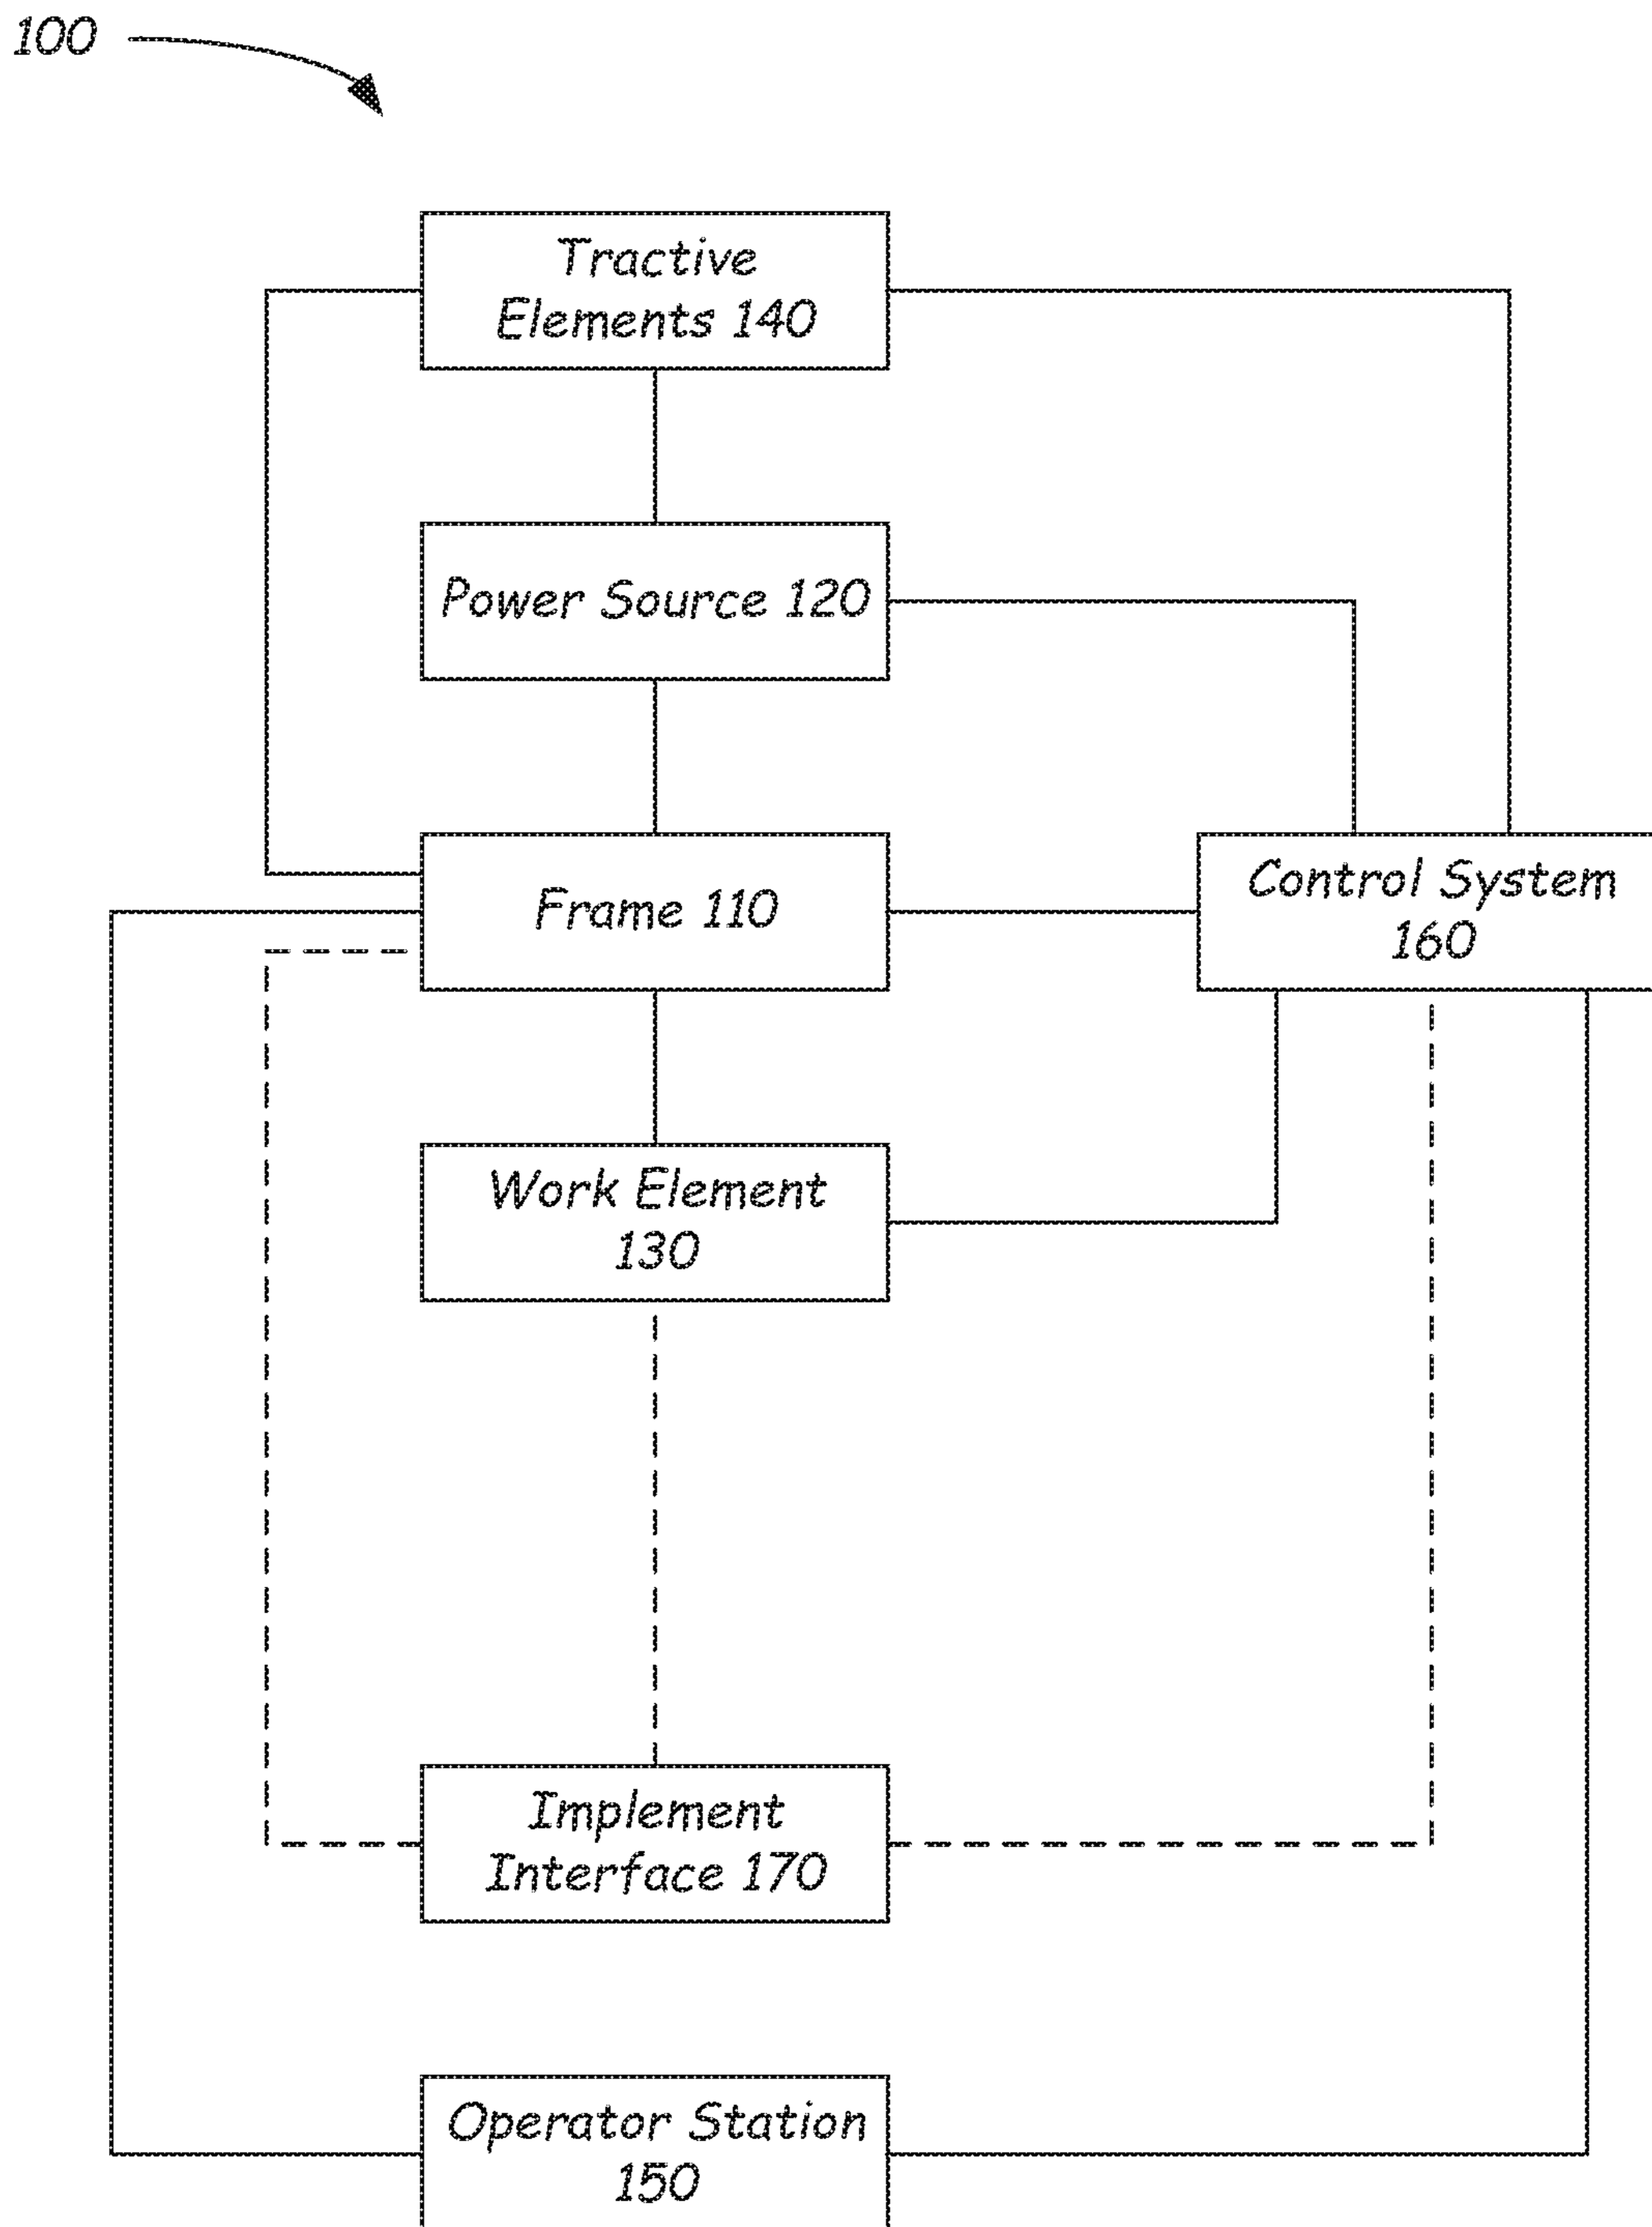 100
Tractive
Elements 140
Power Source 120
Frame 110
Control System
160
Work Element
130
Implement
Interface 170
Operator Station
150